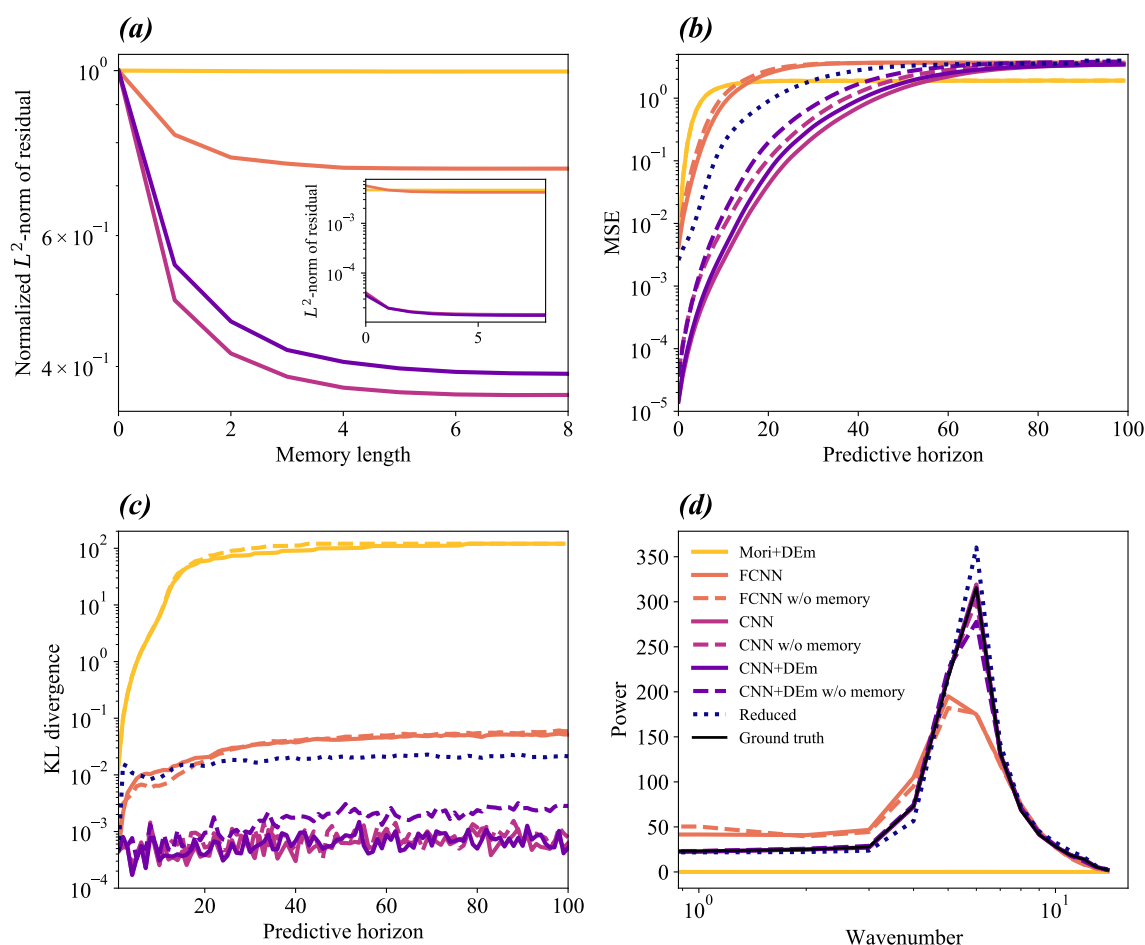 (a)
Normalized L²-norm of residual
10⁰
6 × 10⁻¹
4 × 10⁻¹
0 2 4 6 8
Memory length
L²-norm of residual
10⁻³
10⁻⁴
0 5
(b)
MSE
10⁰
10⁻¹
10⁻²
10⁻³
10⁻⁴
10⁻⁵
0 20 40 60 80 100
Predictive horizon
(c)
KL divergence
10²
10¹
10⁰
10⁻¹
10⁻²
10⁻³
10⁻⁴
20 40 60 80 100
Predictive horizon
(d)
Power
350
300
250
200
150
100
50
0
Mori+DEm
FCNN
FCNN w/o memory
CNN
CNN w/o memory
CNN+DEm
CNN+DEm w/o memory
Reduced
Ground truth
10⁰ 10¹
Wavenumber